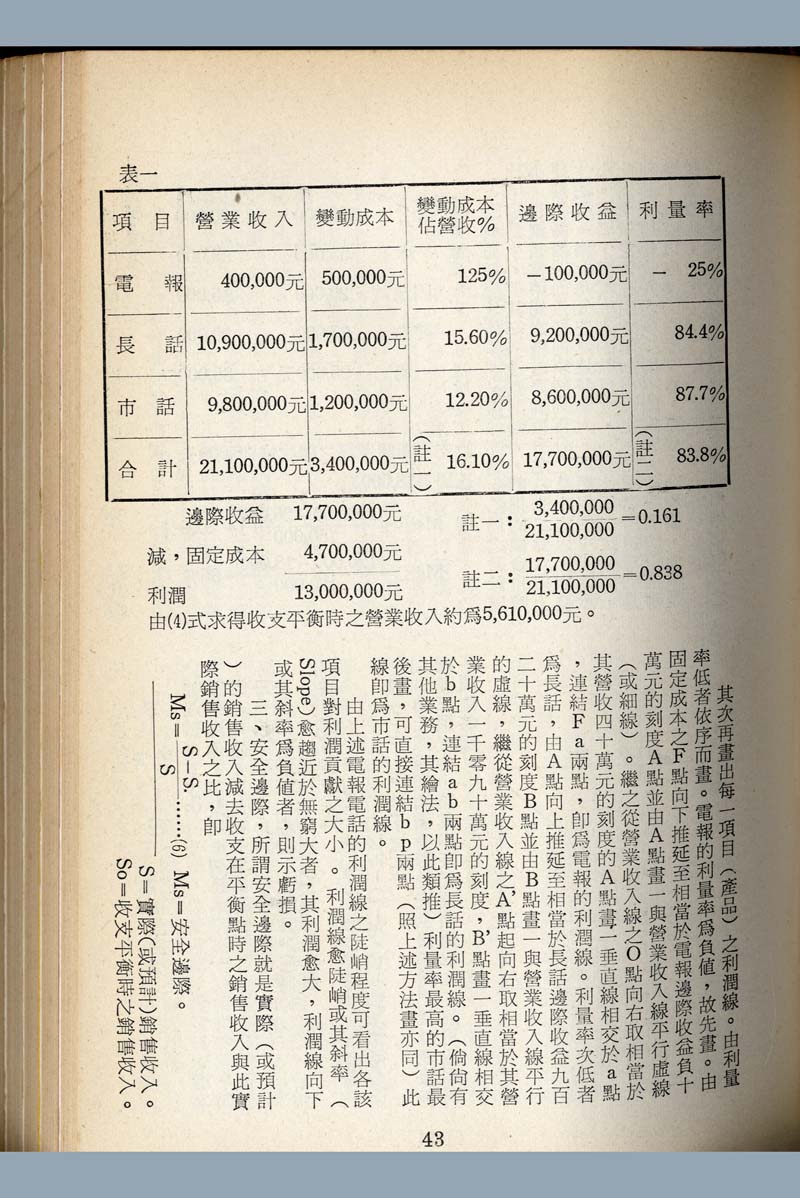 表一
項目 營業收入 變動成本 變動成本佔營收% 邊際收益 利量率
電報 400,000元 500,000元 125% －100,000元 － 25%
長話 10,900,000元 1,700,000元 15.60% 9,200,000元 84.4%
市話 9,800,000元 1,200,000元 12.20% 8,600,000元 87.7%
合計 21,100,000元 3,400,000元 (註一) 16.10% 17,700,000元 (註二) 83.8%
邊際收益 17,700,000元
減，固定成本 4,700,000元
利潤 13,000,000元
註一：3,400,000/21,100,000=0.161
註二：17,700,000/21,100,000=0.838
由(4)式求得收支平衡時之營業收入約爲5,610,000元。
其次再畫出每一項目（產品）之利潤線。由利量
率低者依序而畫。電報的利量率爲負値，故先畫。由
固定成本之F點向下推延至相當於電報邊際收益負十
萬元的刻度A點並由A點畫一與營業收入線平行虛線
（或細線）。繼之從營業收入線之O點向右取相當於
其營收四十萬元的刻度的A點畫一垂直線相交於a點
，連結Fa兩點，卽爲電報的利潤線。利量率次低者
爲長話，由A點向上推延至相當於長話邊際收益九百
二十萬元的刻度B點並由B點畫一與營業收入線平行
的虛線，繼從營業收入線之A'點起向右取相當於其營
業收入一千零九十萬元的刻度，B'點畫一垂直線相交
於b點，連結ab兩點卽爲長話的利潤線。（倘尙有
其他業務，其繪法，以此類推）利量率最高的市話最
後畫，可直接連結bp兩點（照上述方法畫亦同）此
線卽爲市話的利潤線。
由上述電報電話的利潤線之陡峭程度可看出各該
項目對利潤貢獻之大小。利潤線愈陡峭或其斜率（
Slope）愈趨近於無窮大者，其利潤愈大，利潤線向下
或其斜率爲負値者，則示虧損。
三、安全邊際，所謂安全邊際就是實際（或預計
）的銷售收入減去收支在平衡點時之銷售收入與此實
際銷售收入之比，卽
Ms=S－S./S……(6) Ms=安全邊際。
S=實際(或預計)銷售收入。
So=收支平衡時之銷售收入。
43